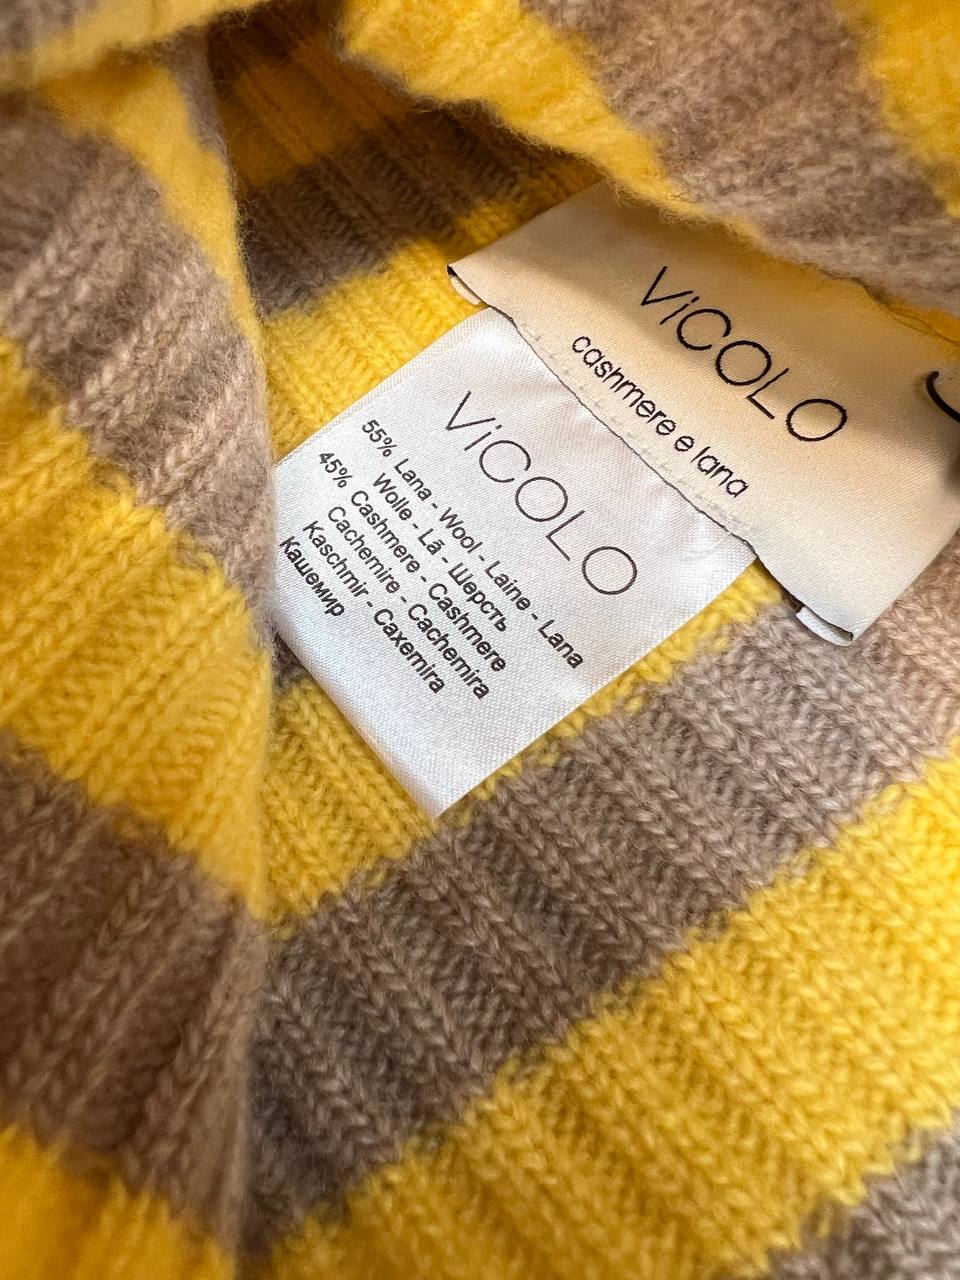 ViCOLO
cashmere e lana
ViCOLO
55% Lana - Wool - Laine - Lana
Wolle - Lã - Шерсть
45% Cashmere - Cashmere
Cachemire - Cachemira
Kaschmir - Caxemira
Кашемир